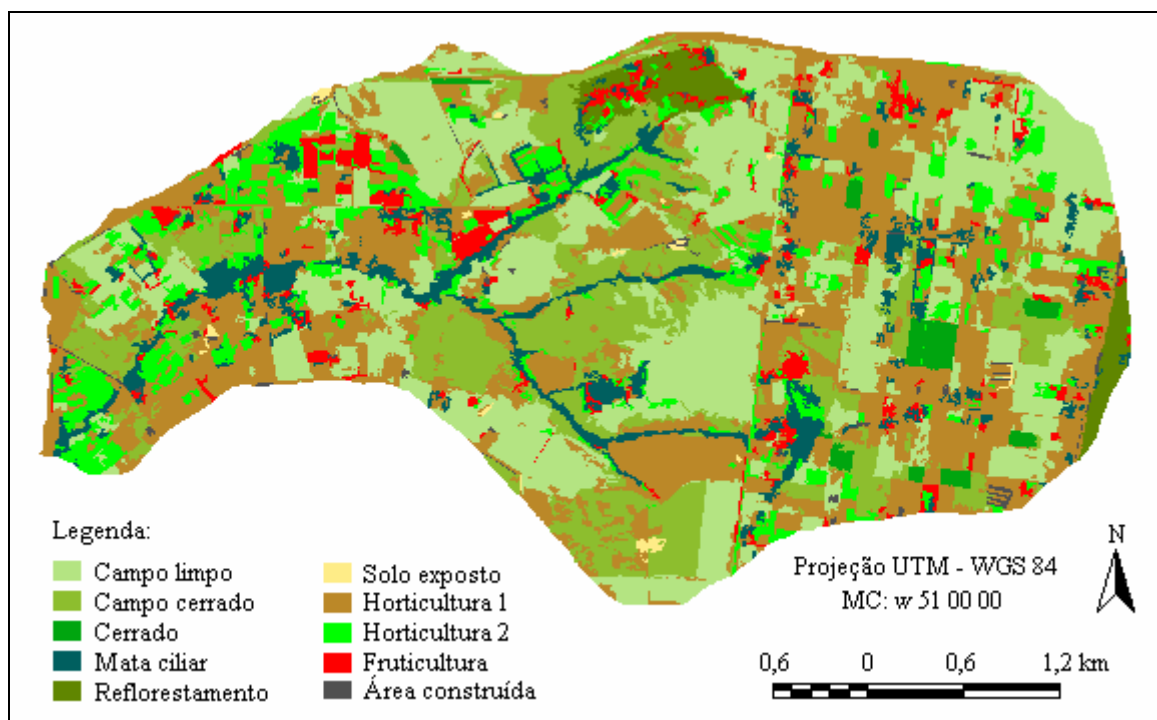 Legenda:
Campo limpo
Campo cerrado
Cerrado
Mata ciliar
Reflorestamento
Solo exposto
Horticultura 1
Horticultura 2
Fruticultura
Área construída
Projeção UTM - WGS 84
MC: w 51 00 00
N
0,6 0 0,6 1,2 km